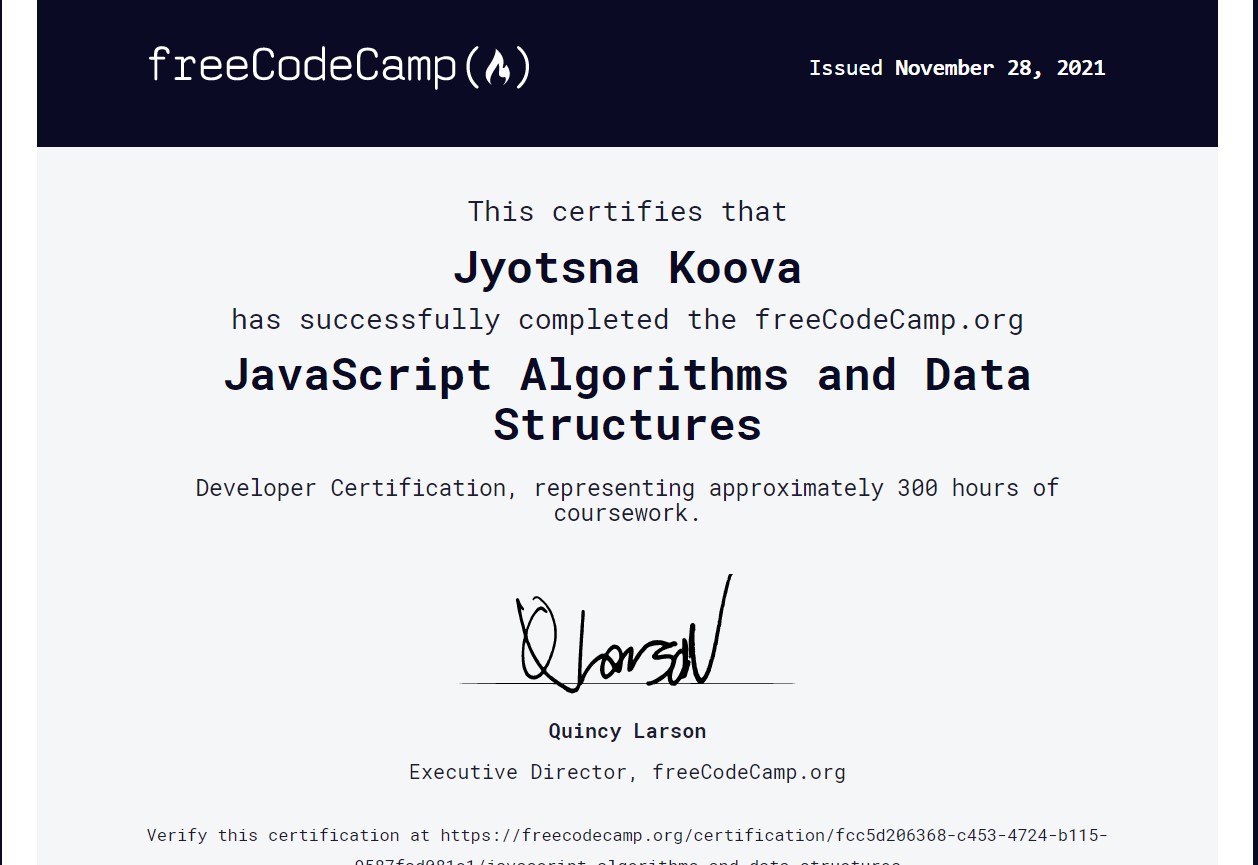 freeCodeCamp(🔥)
Issued November 28, 2021
This certifies that
Jyotsna Koova
has successfully completed the freeCodeCamp.org
JavaScript Algorithms and Data
Structures
Developer Certification, representing approximately 300 hours of
coursework.
Q Larson
Quincy Larson
Executive Director, freeCodeCamp.org
Verify this certification at https://freecodecamp.org/certification/fcc5d206368-c453-4724-b115-